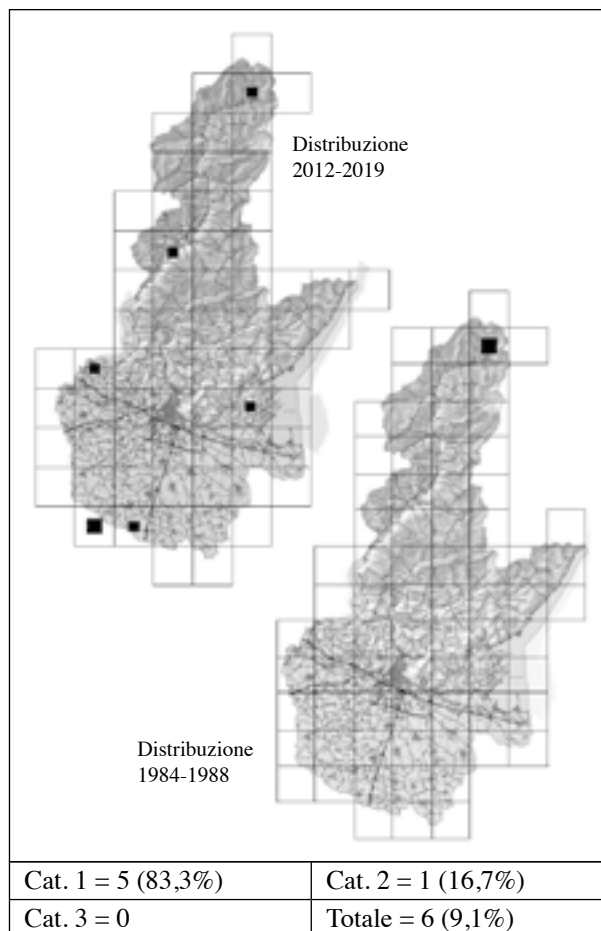 Distribuzione
2012-2019
Distribuzione
1984-1988
Cat. 1 = 5 (83,3%)
Cat. 2 = 1 (16,7%)
Cat. 3 = 0
Totale = 6 (9,1%)